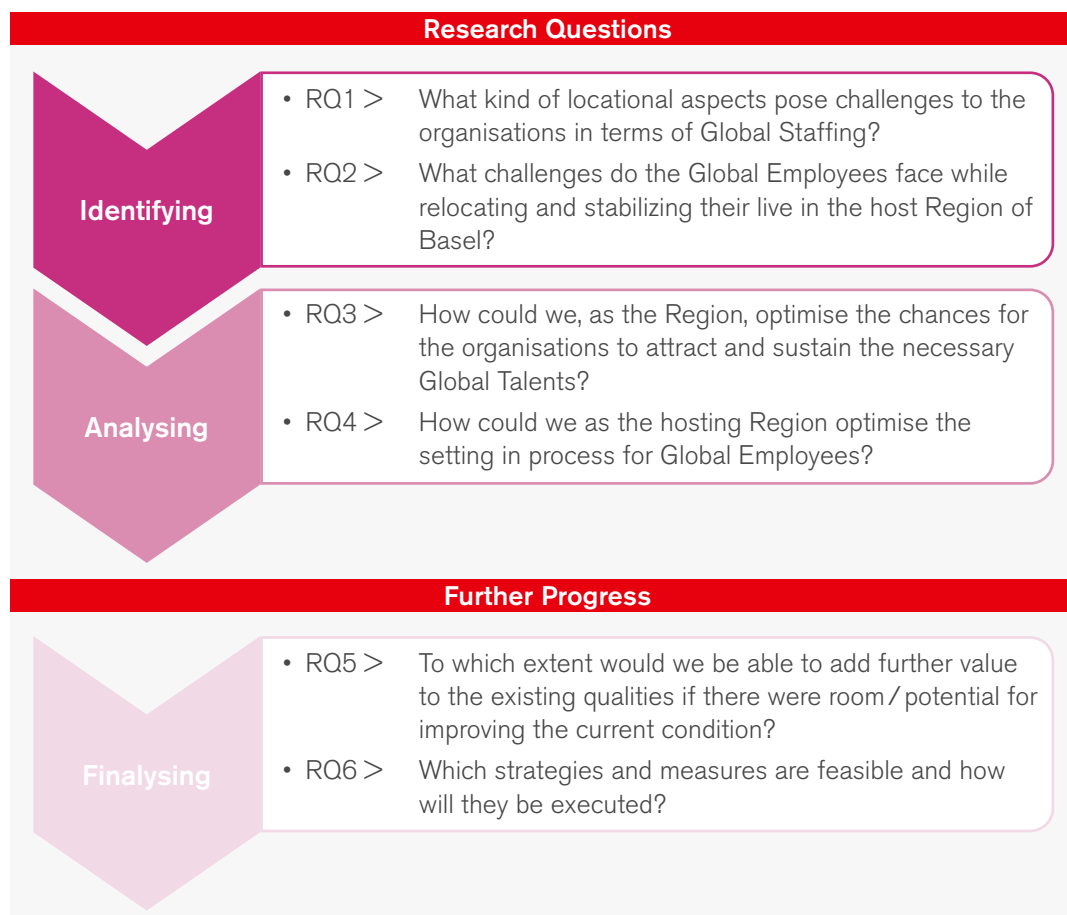 Research Questions
Identifying
• RQ1 > What kind of locational aspects pose challenges to the
organisations in terms of Global Staffing?
• RQ2 > What challenges do the Global Employees face while
relocating and stabilizing their live in the host Region of
Basel?
Analysing
• RQ3 > How could we, as the Region, optimise the chances for
the organisations to attract and sustain the necessary
Global Talents?
• RQ4 > How could we as the hosting Region optimise the
setting in process for Global Employees?
Further Progress
Finalysing
• RQ5 > To which extent would we be able to add further value
to the existing qualities if there were room / potential for
improving the current condition?
• RQ6 > Which strategies and measures are feasible and how
will they be executed?